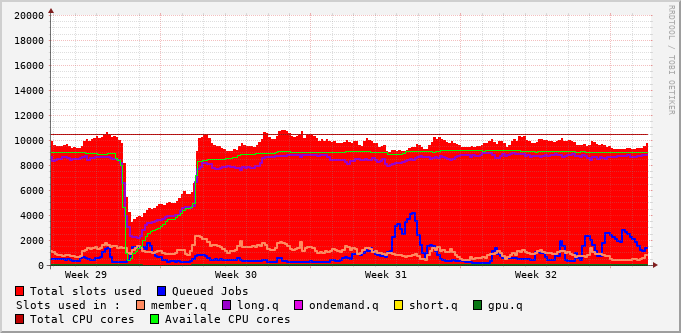 20000
18000
16000
14000
12000
10000
8000
6000
4000
2000
0
Week 29 Week 30 Week 31 Week 32
RRDTOOL / TOBI OETIKER
Total slots used Queued Jobs
Slots used in : member.q long.q ondemand.q short.q gpu.q
Total CPU cores Availale CPU cores